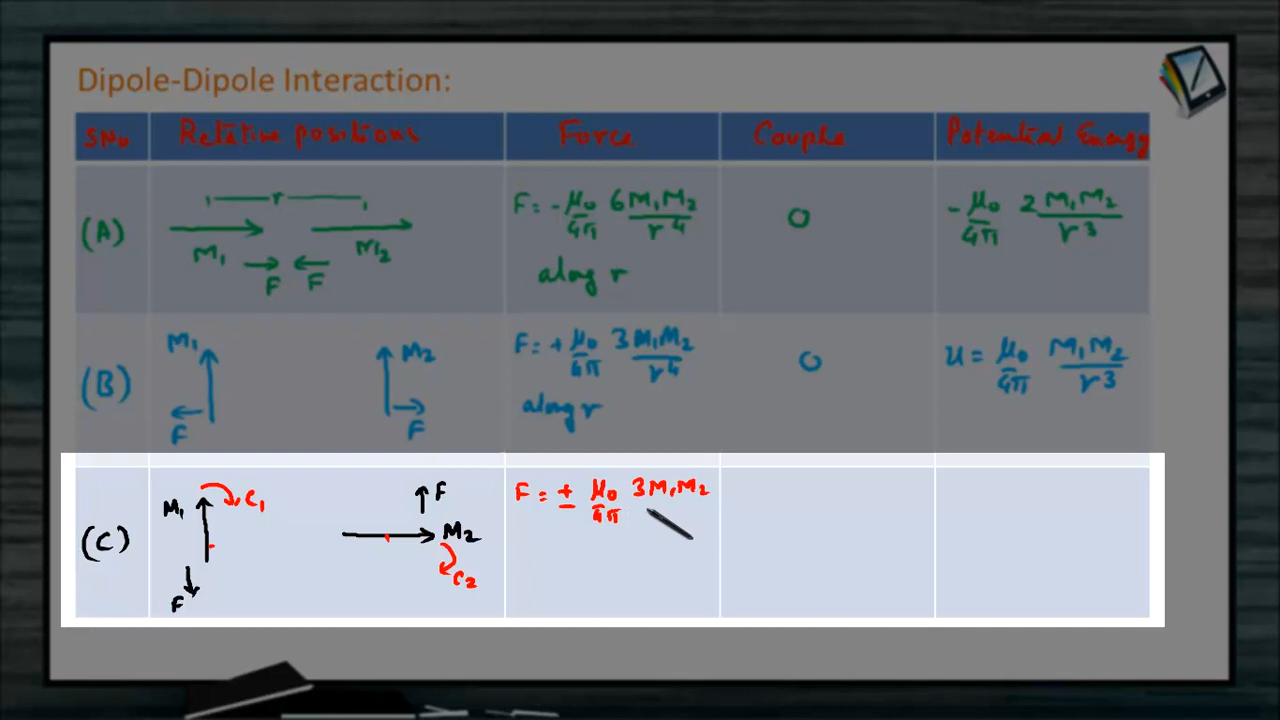 Dipole-Dipole Interaction:
SNo Relative positions Force Couple Potential Energy
(A) r M₁ M₂ F F F = - μ₀/4π 6M₁M₂/r⁴ along r 0 - μ₀/4π 2M₁M₂/r³
(B) M₁ M₂ F F F = + μ₀/4π 3M₁M₂/r⁴ along r 0 U = μ₀/4π M₁M₂/r³
(C) M₁ C₁ F F M₂ C₂ F = ± μ₀/4π 3M₁M₂